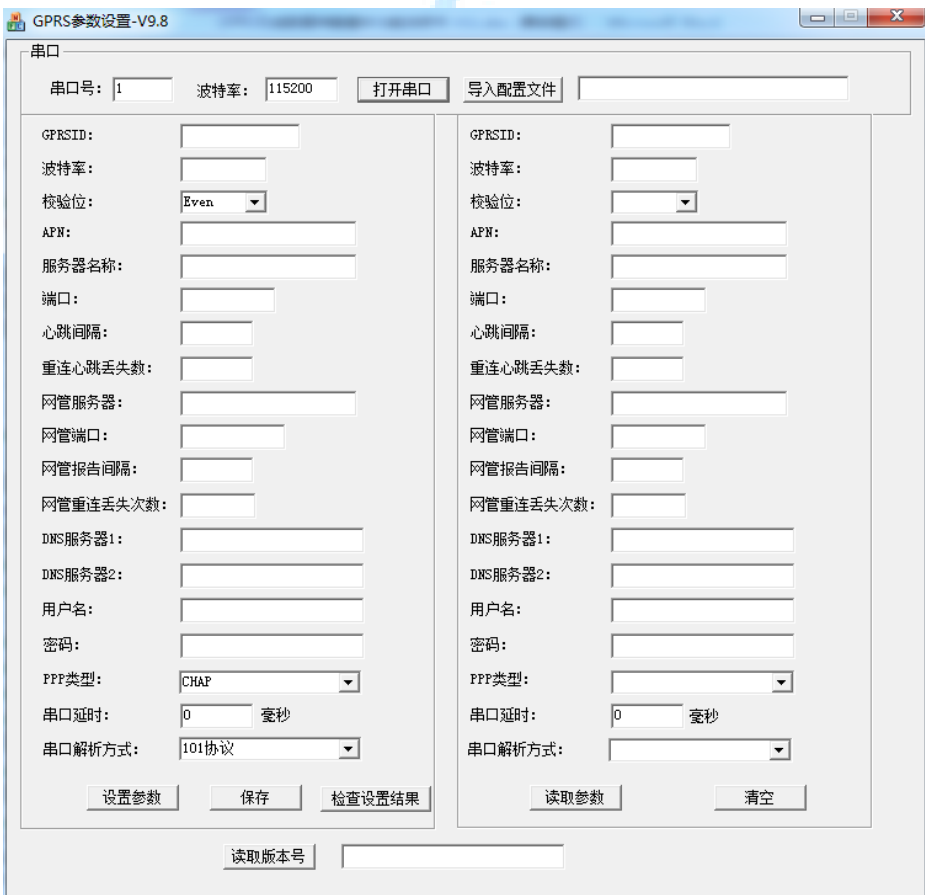 GPRS参数设置-V9.8
串口
串口号: 1 波特率: 115200 打开串口 导入配置文件
GPRSID: GPRSID:
波特率: 波特率:
校验位: Even 校验位:
APN: APN:
服务器名称: 服务器名称:
端口: 端口:
心跳间隔: 心跳间隔:
重连心跳丢失数: 重连心跳丢失数:
网管服务器: 网管服务器:
网管端口: 网管端口:
网管报告间隔: 网管报告间隔:
网管重连丢失次数: 网管重连丢失次数:
DNS服务器1: DNS服务器1:
DNS服务器2: DNS服务器2:
用户名: 用户名:
密码: 密码:
PPP类型: CHAP PPP类型:
串口延时: 0 毫秒 串口延时: 0 毫秒
串口解析方式: 101协议 串口解析方式:
设置参数 保存 检查设置结果 读取参数 清空
读取版本号